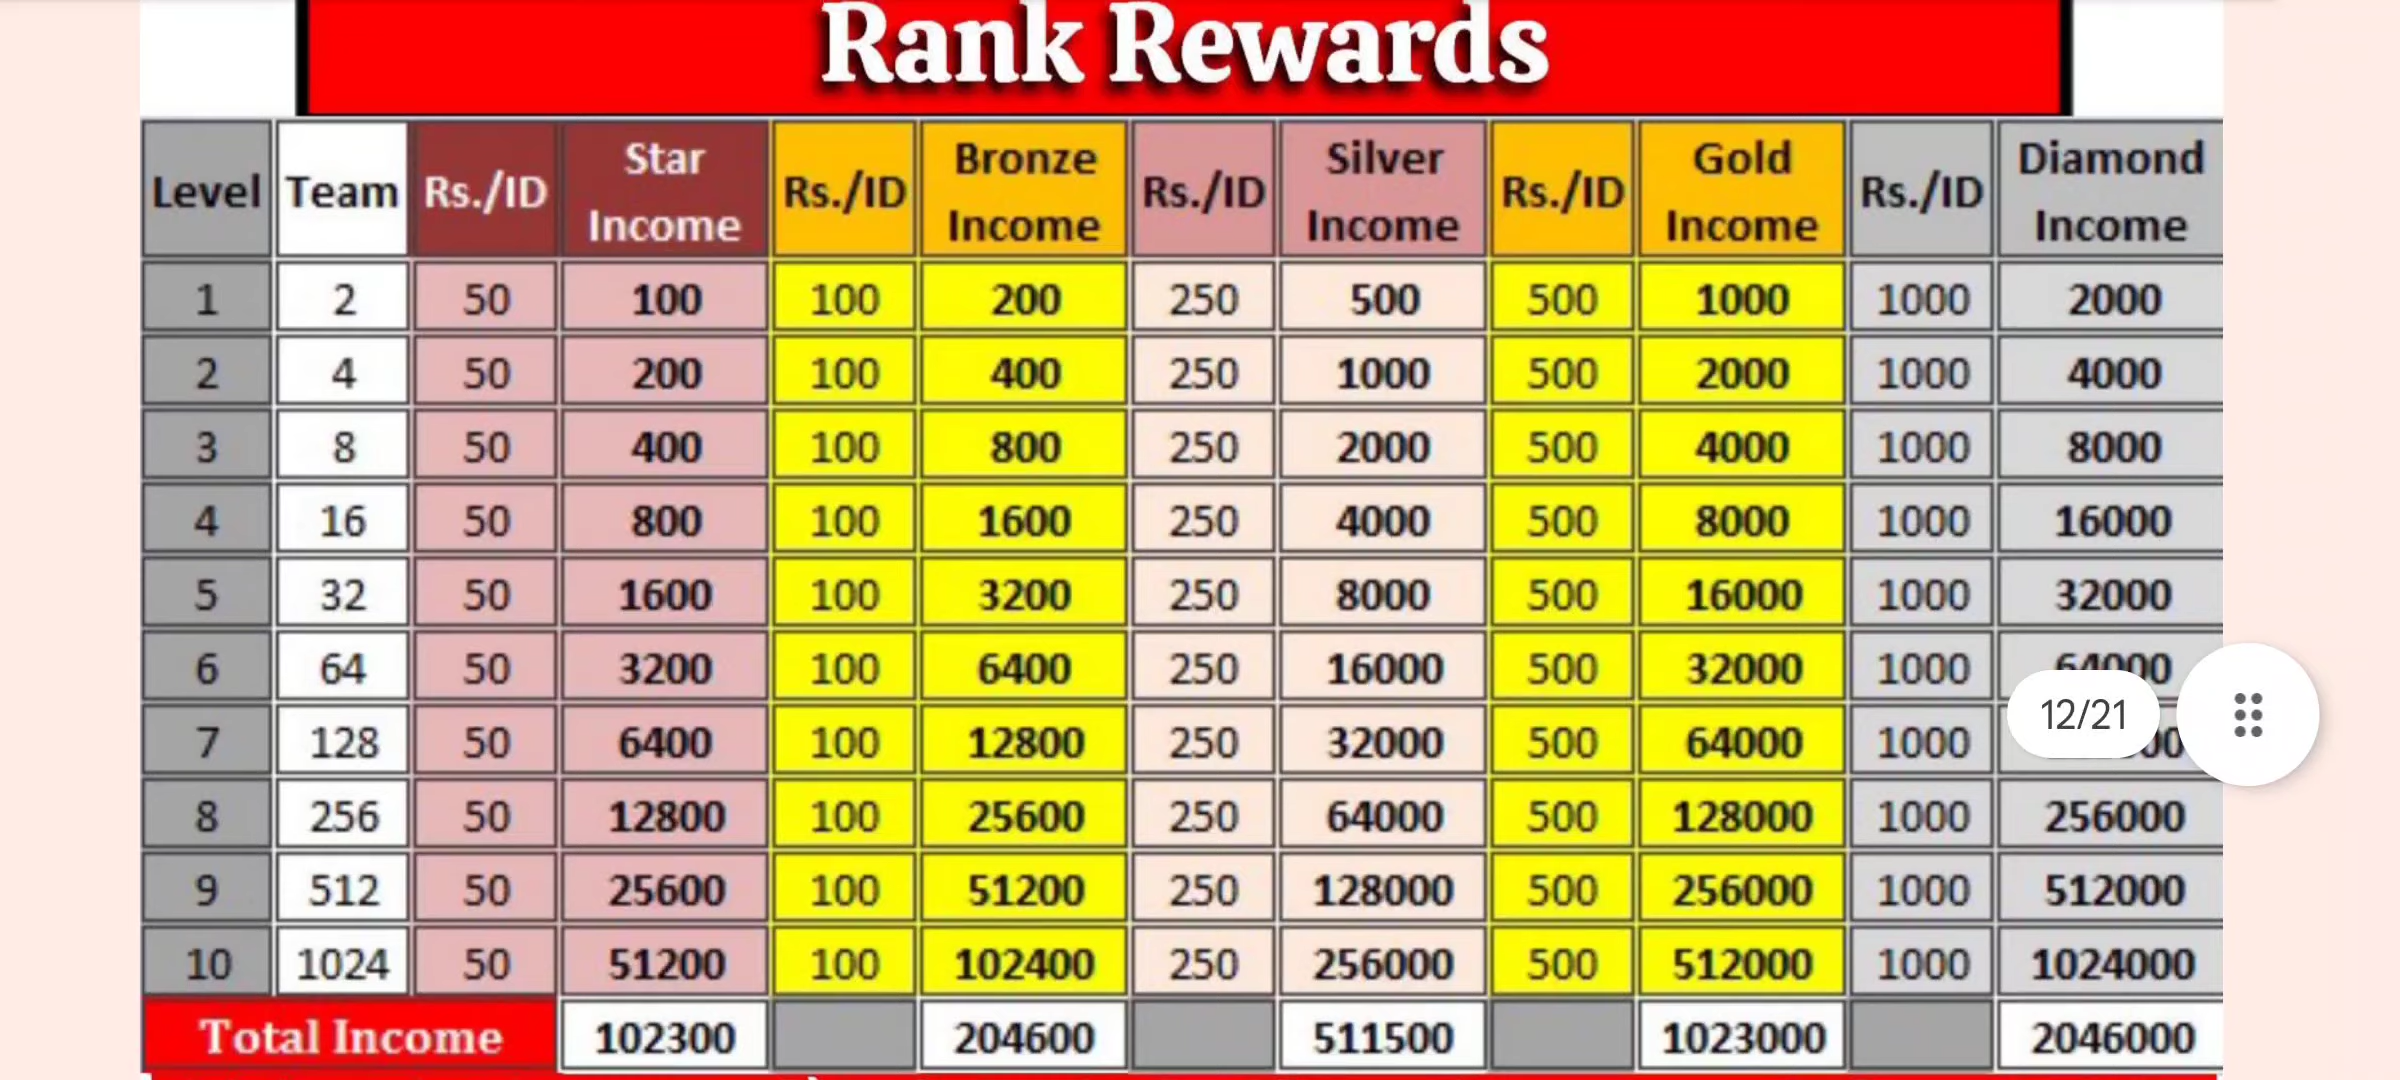 Rank Rewards
Level Team Rs./ID Star Income Rs./ID Bronze Income Rs./ID Silver Income Rs./ID Gold Income Rs./ID Diamond Income
1 2 50 100 100 200 250 500 500 1000 1000 2000
2 4 50 200 100 400 250 1000 500 2000 1000 4000
3 8 50 400 100 800 250 2000 500 4000 1000 8000
4 16 50 800 100 1600 250 4000 500 8000 1000 16000
5 32 50 1600 100 3200 250 8000 500 16000 1000 32000
6 64 50 3200 100 6400 250 16000 500 32000 1000 64000
12/21
7 128 50 6400 100 12800 250 32000 500 64000 1000
8 256 50 12800 100 25600 250 64000 500 128000 1000 256000
9 512 50 25600 100 51200 250 128000 500 256000 1000 512000
10 1024 50 51200 100 102400 250 256000 500 512000 1000 1024000
Total Income 102300 204600 511500 1023000 2046000